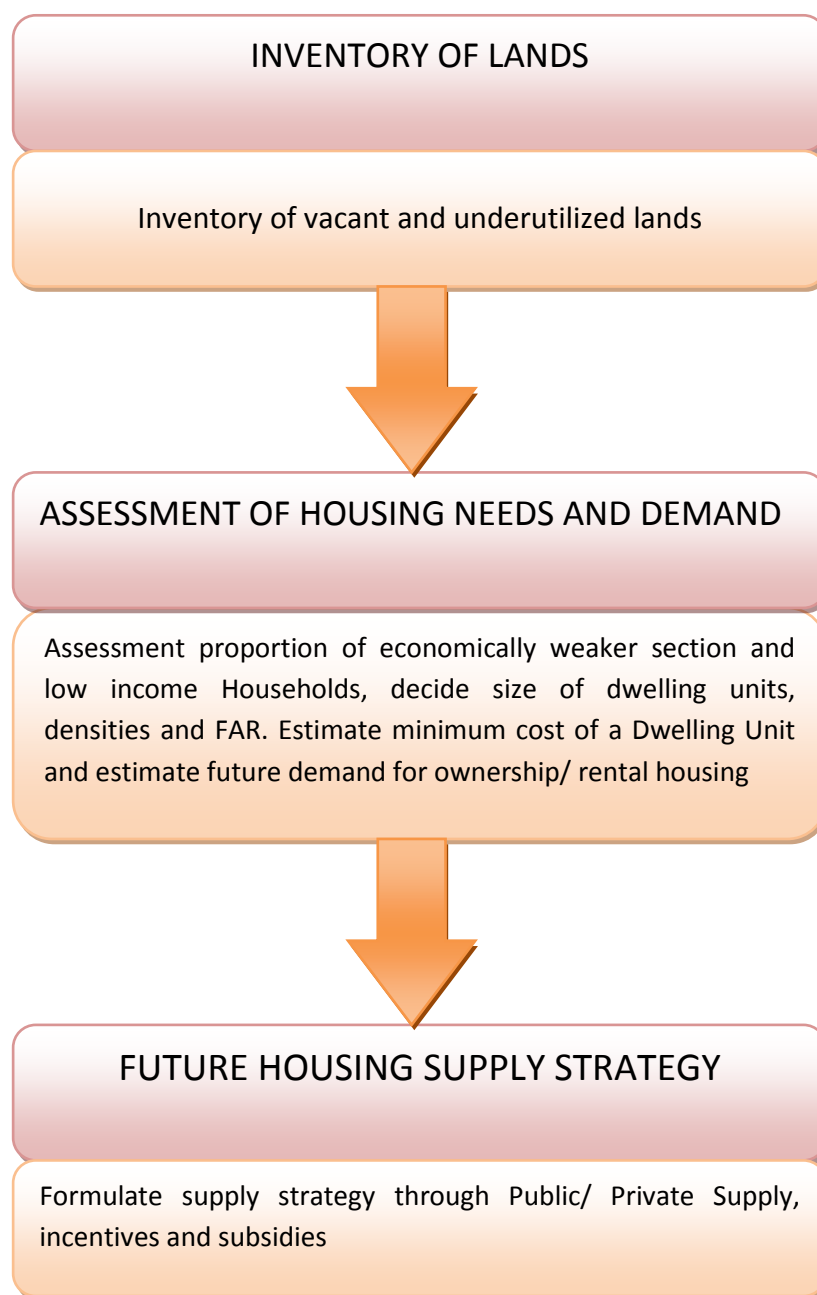 INVENTORY OF LANDS
Inventory of vacant and underutilized lands
ASSESSMENT OF HOUSING NEEDS AND DEMAND
Assessment proportion of economically weaker section and
low income Households, decide size of dwelling units,
densities and FAR. Estimate minimum cost of a Dwelling Unit
and estimate future demand for ownership/ rental housing
FUTURE HOUSING SUPPLY STRATEGY
Formulate supply strategy through Public/ Private Supply,
incentives and subsidies